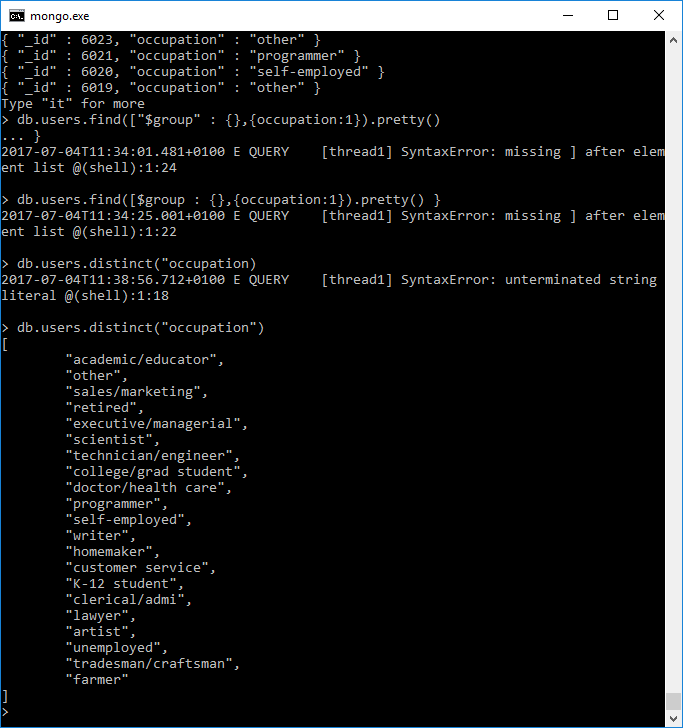 mongo.exe
{ "_id" : 6023, "occupation" : "other" }
{ "_id" : 6021, "occupation" : "programmer" }
{ "_id" : 6020, "occupation" : "self-employed" }
{ "_id" : 6019, "occupation" : "other" }
Type "it" for more
> db.users.find(["$group" : {},{occupation:1}).pretty()
... }
2017-07-04T11:34:01.481+0100 E QUERY    [thread1] SyntaxError: missing ] after elem
ent list @(shell):1:24
> db.users.find([$group : {},{occupation:1}).pretty() }
2017-07-04T11:34:25.001+0100 E QUERY    [thread1] SyntaxError: missing ] after elem
ent list @(shell):1:22
> db.users.distinct("occupation)
2017-07-04T11:38:56.712+0100 E QUERY    [thread1] SyntaxError: unterminated string
literal @(shell):1:18
> db.users.distinct("occupation")
[
        "academic/educator",
        "other",
        "sales/marketing",
        "retired",
        "executive/managerial",
        "scientist",
        "technician/engineer",
        "college/grad student",
        "doctor/health care",
        "programmer",
        "self-employed",
        "writer",
        "homemaker",
        "customer service",
        "K-12 student",
        "clerical/admi",
        "lawyer",
        "artist",
        "unemployed",
        "tradesman/craftsman",
        "farmer"
]
>